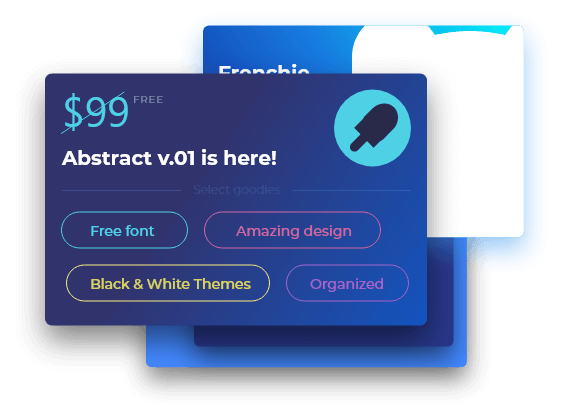 Frenchie
$99 FREE
Abstract v.01 is here!
Select goodies
Free font
Amazing design
Black & White Themes
Organized